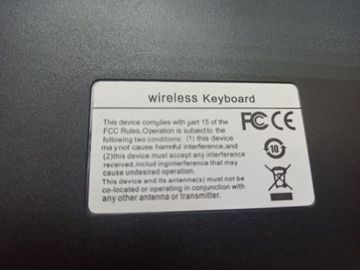 wireless Keyboard
This device complies with part 15 of the
FCC Rules.Operation is subject to the
following two conditions: (1) this device
may not cause harmful interference.and
(2)this device must accept any interference
received,includ inginterference that may
cause undesired operation.
This device and its antenna(s) must not be
co-located or operating in conjunction with
any other antenna or transmitter.
FC CE
10